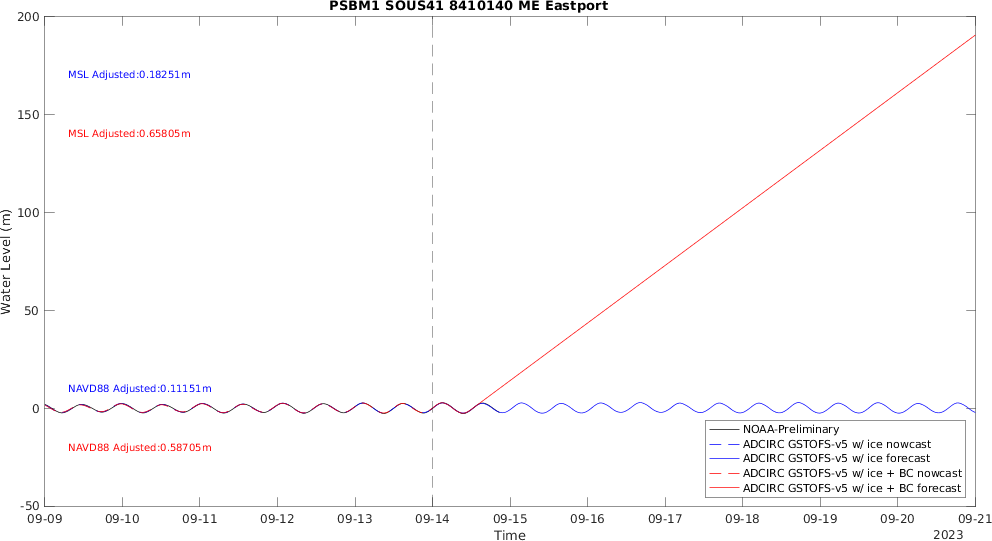 PSBM1 SOUS41 8410140 ME Eastport
200
150
100
50
0
-50
Water Level (m)
MSL Adjusted:0.18251m
MSL Adjusted:0.65805m
NAVD88 Adjusted:0.11151m
NAVD88 Adjusted:0.58705m
NOAA-Preliminary
ADCIRC GSTOFS-v5 w/ ice nowcast
ADCIRC GSTOFS-v5 w/ ice forecast
ADCIRC GSTOFS-v5 w/ ice + BC nowcast
ADCIRC GSTOFS-v5 w/ ice + BC forecast
09-09 09-10 09-11 09-12 09-13 09-14 09-15 09-16 09-17 09-18 09-19 09-20 09-21
Time
2023